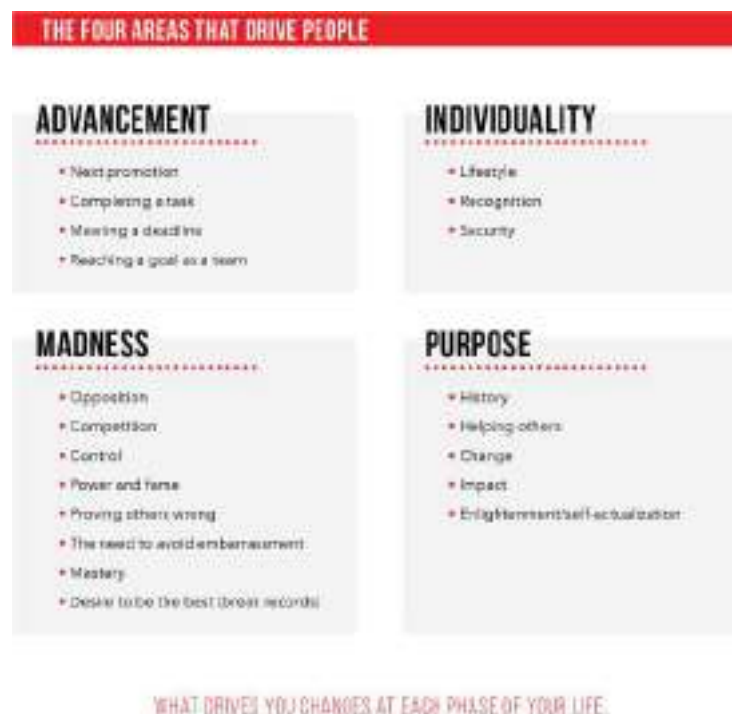 THE FOUR AREAS THAT DRIVE PEOPLE
ADVANCEMENT
• Next promotion
• Completing a task
• Meeting a deadline
• Reaching a goal as a team
INDIVIDUALITY
• Lifestyle
• Recognition
• Security
MADNESS
• Opposition
• Competition
• Control
• Power and fame
• Proving others wrong
• The need to avoid embarrassment
• Mastery
• Desire to be the best (break records)
PURPOSE
• History
• Helping others
• Change
• Impact
• Enlightenment/self-actualization
WHAT DRIVES YOU CHANGES AT EACH PHASE OF YOUR LIFE.